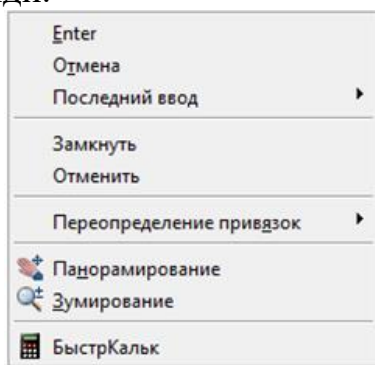 Enter
Отмена
Последний ввод
Замкнуть
Отменить
Переопределение привязок
Панорамирование
Зумирование
БыстрКальк